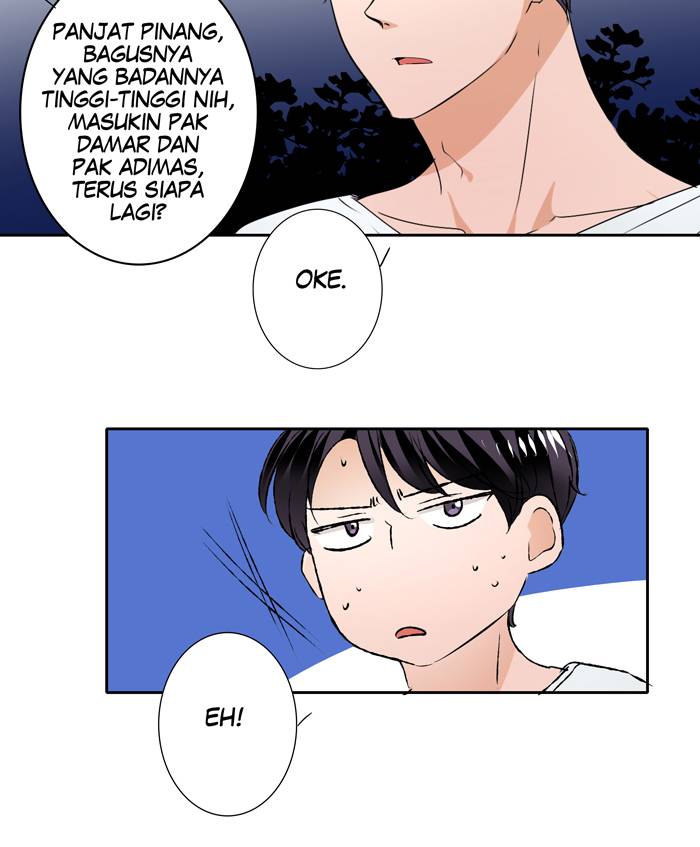 PANJAT PINANG,
BAGUSNYA
YANG BADANNYA
TINGGI-TINGGI NIH,
MASUKIN PAK
DAMAR DAN
PAK ADIMAS,
TERUS SIAPA
LAGI?
OKE.
EH!